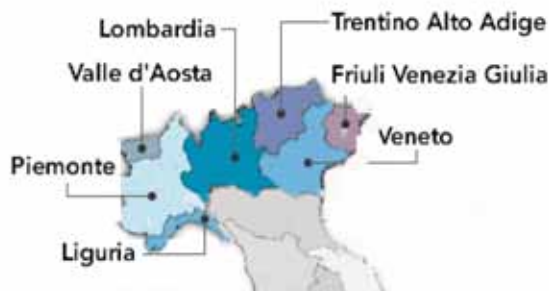 Lombardia
Trentino Alto Adige
Valle d'Aosta
Friuli Venezia Giulia
Veneto
Piemonte
Liguria